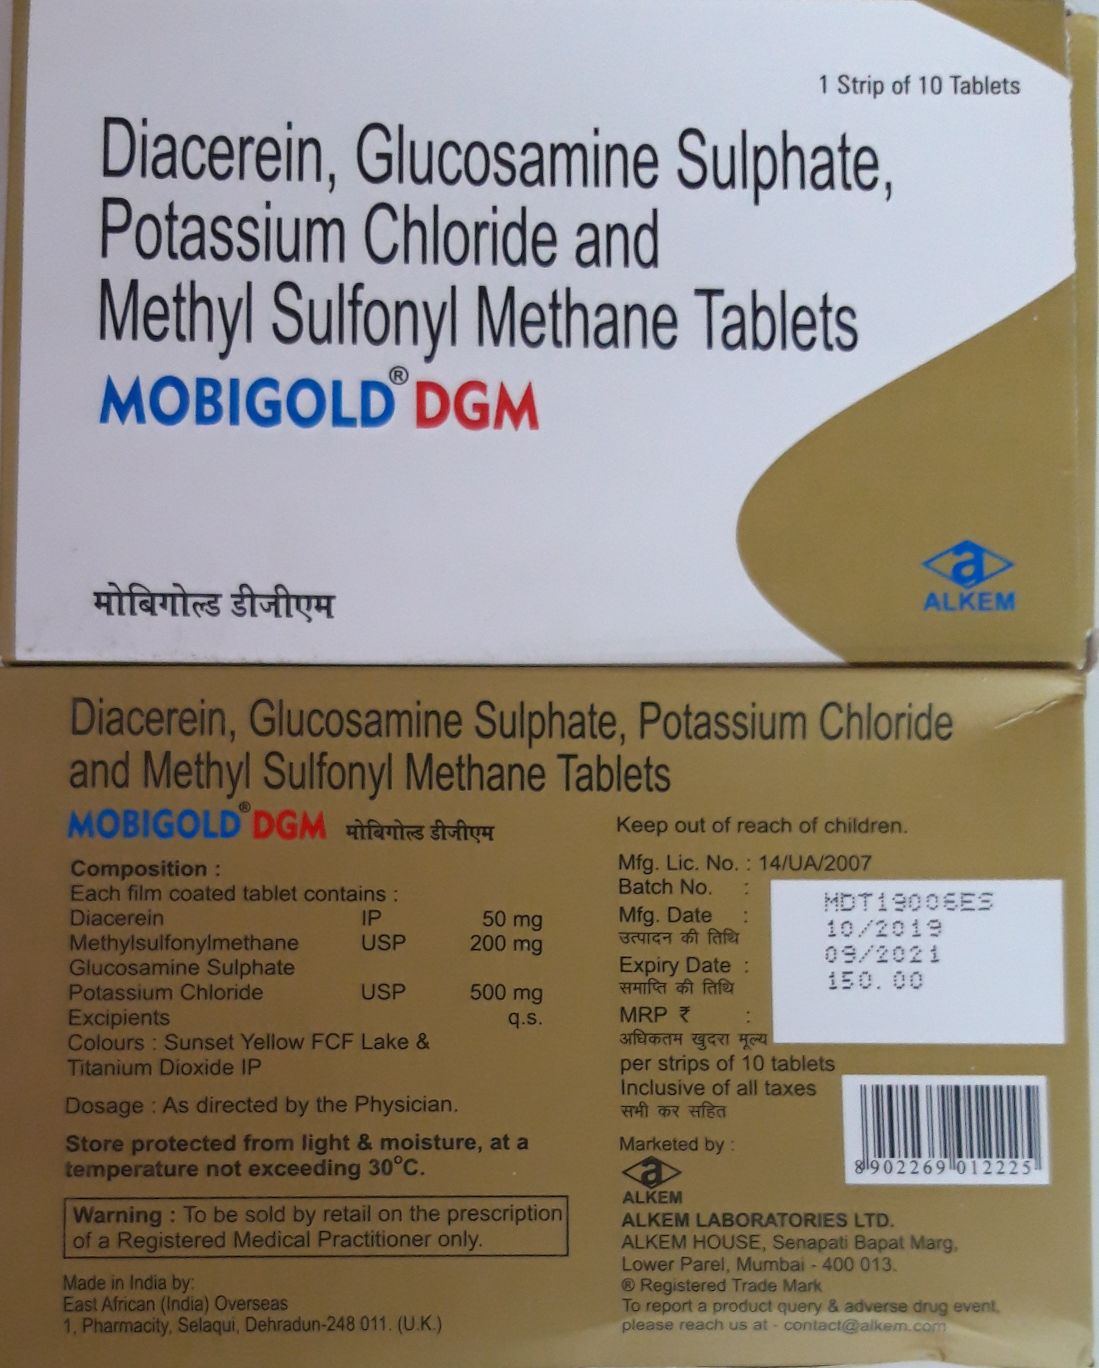 1 Strip of 10 Tablets
Diacerein, Glucosamine Sulphate,
Potassium Chloride and
Methyl Sulfonyl Methane Tablets
MOBIGOLD® DGM
मोबिगोल्ड डीजीएम
a
ALKEM
Diacerein, Glucosamine Sulphate, Potassium Chloride
and Methyl Sulfonyl Methane Tablets
MOBIGOLD® DGM मोबिगोल्ड डीजीएम
Composition :
Each film coated tablet contains :
Diacerein IP 50 mg
Methylsulfonylmethane USP 200 mg
Glucosamine Sulphate
Potassium Chloride USP 500 mg
Excipients q.s.
Colours : Sunset Yellow FCF Lake &
Titanium Dioxide IP
Dosage : As directed by the Physician.
Store protected from light & moisture, at a
temperature not exceeding 30°C.
Warning : To be sold by retail on the prescription
of a Registered Medical Practitioner only.
Made in India by:
East African (India) Overseas
1, Pharmacity, Selaqui, Dehradun-248 011. (U.K.)
Keep out of reach of children.
Mfg. Lic. No. : 14/UA/2007
Batch No. : MDT19006ES
Mfg. Date : 10/2019
उत्पादन की तिथि
Expiry Date : 09/2021
समाप्ति की तिथि
MRP ₹ : 150.00
अधिकतम खुदरा मूल्य
per strips of 10 tablets
Inclusive of all taxes
सभी कर सहित
8 902269 012225
Marketed by :
a
ALKEM
ALKEM LABORATORIES LTD.
ALKEM HOUSE, Senapati Bapat Marg,
Lower Parel, Mumbai - 400 013.
® Registered Trade Mark
To report a product query & adverse drug event,
please reach us at - contact@alkem.com